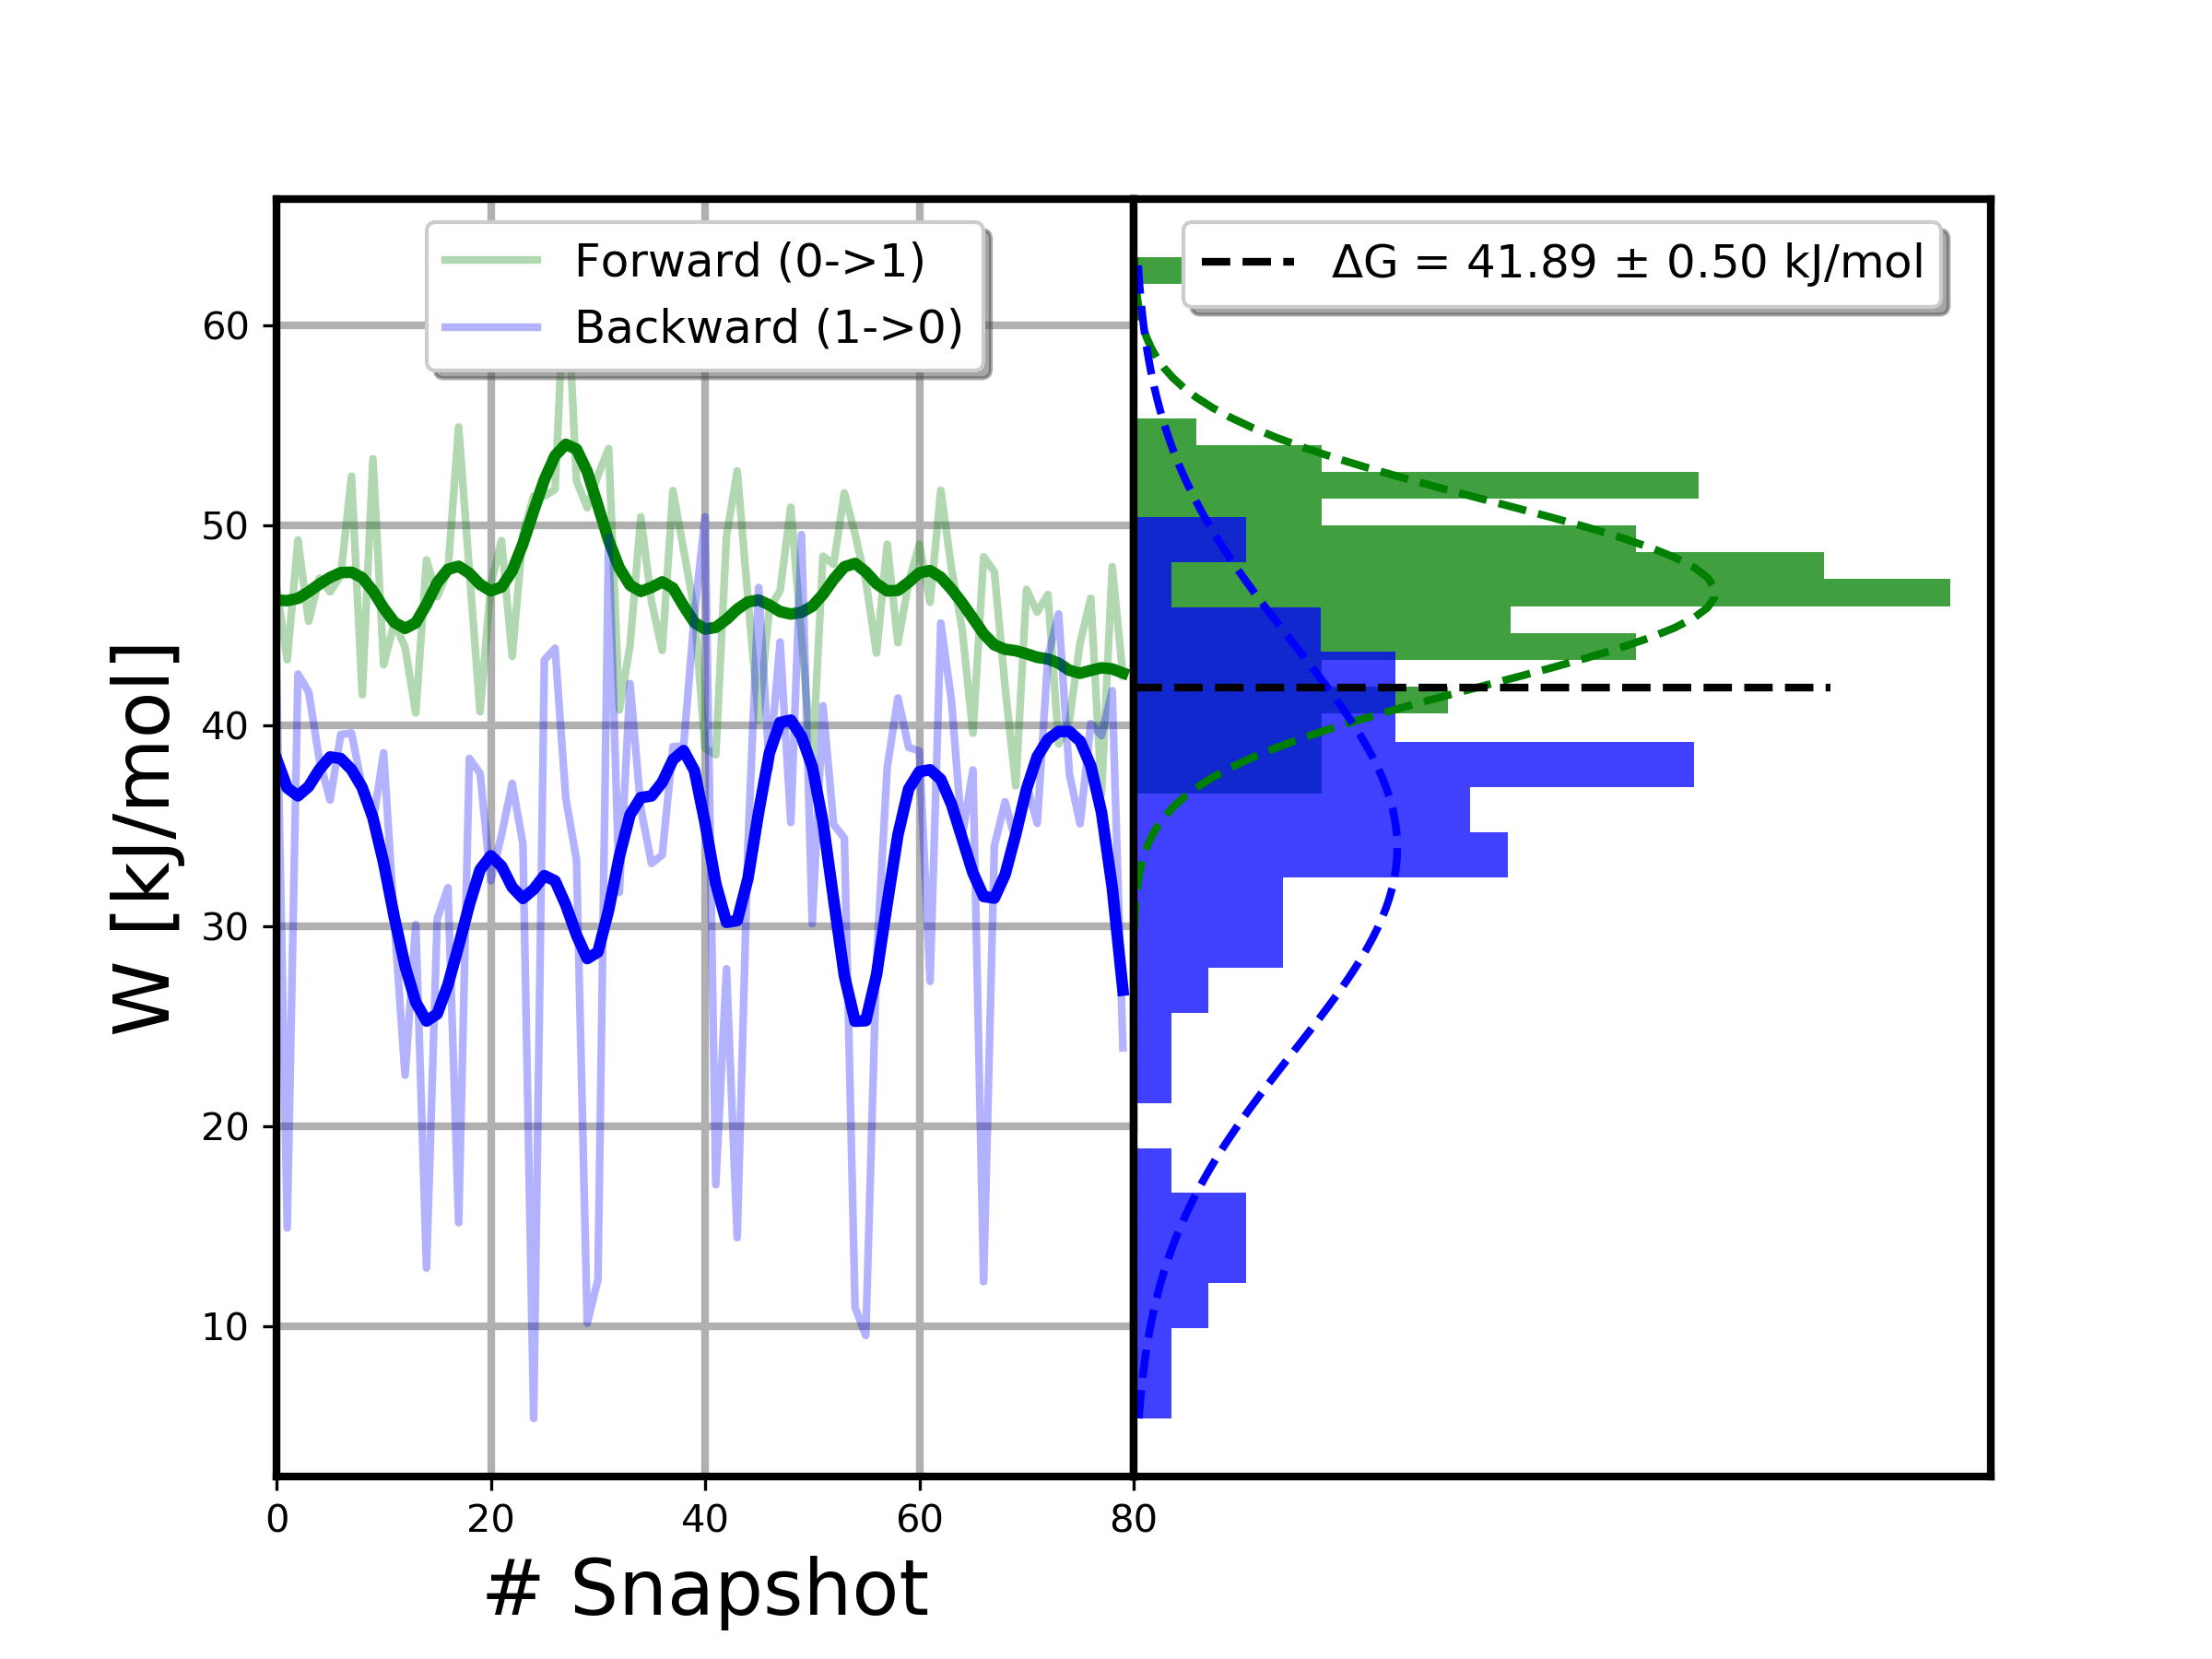 Forward (0->1)
Backward (1->0)
ΔG = 41.89 ± 0.50 kJ/mol
60
50
40
30
20
10
W [kJ/mol]
0 20 40 60 80
# Snapshot